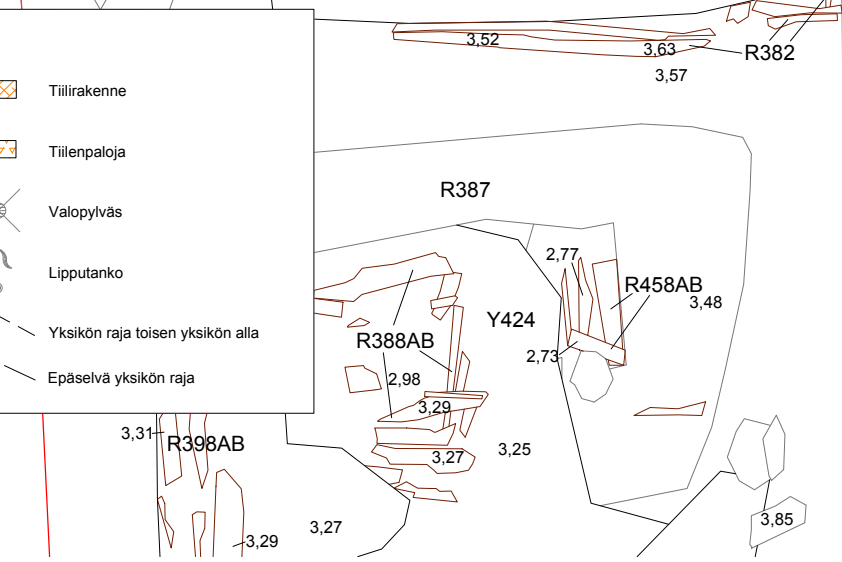 3,52
3,63
R382
3,57
Tiilirakenne
Tiilenpaloja
R387
Valopylväs
2,77
Lipputanko
R458AB
3,48
Y424
Yksikön raja toisen yksikön alla
R388AB
2,73
Epäselvä yksikön raja
2,98
3,29
3,31
R398AB
3,25
3,27
3,85
3,27
3,29